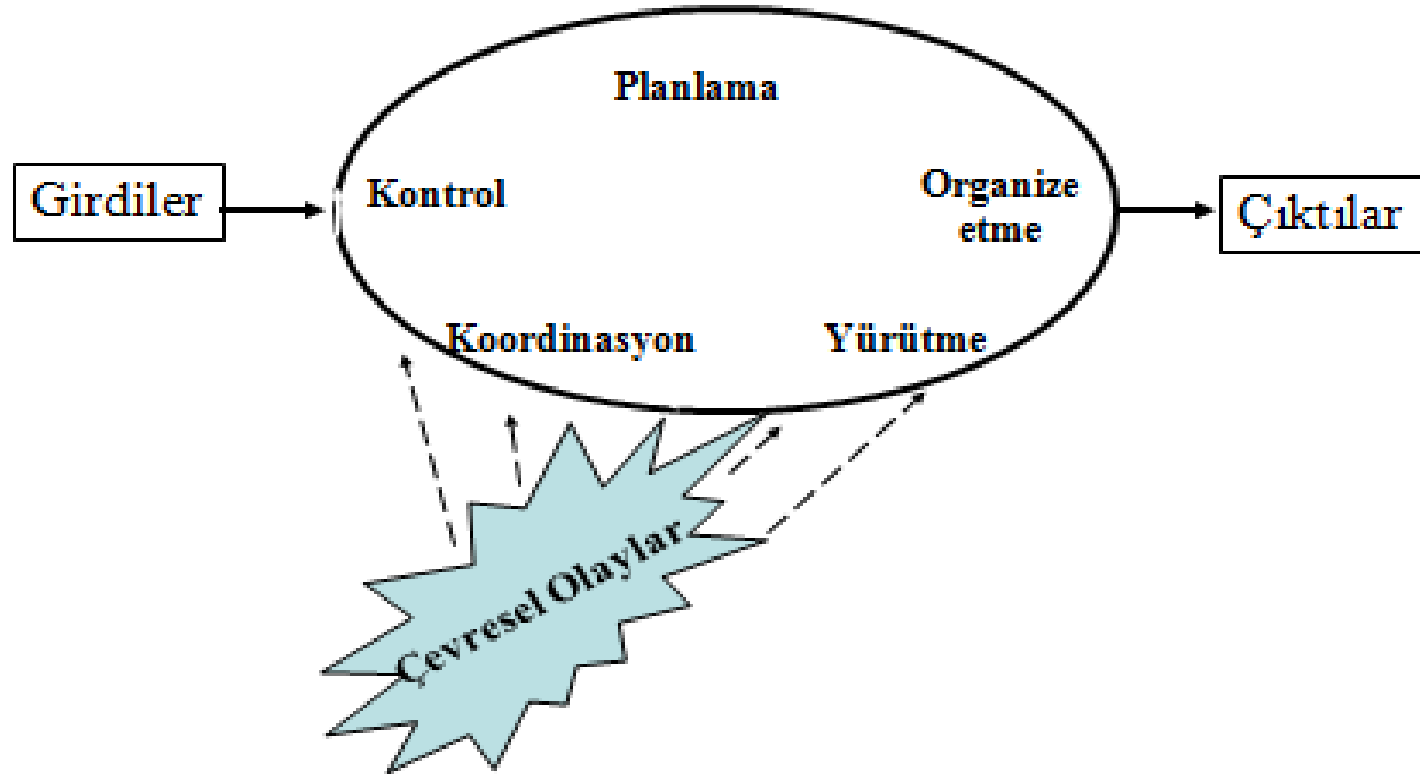 Planlama
Girdiler
Kontrol
Organize
etme
Çıktılar
Koordinasyon
Yürütme
Çevresel Olaylar